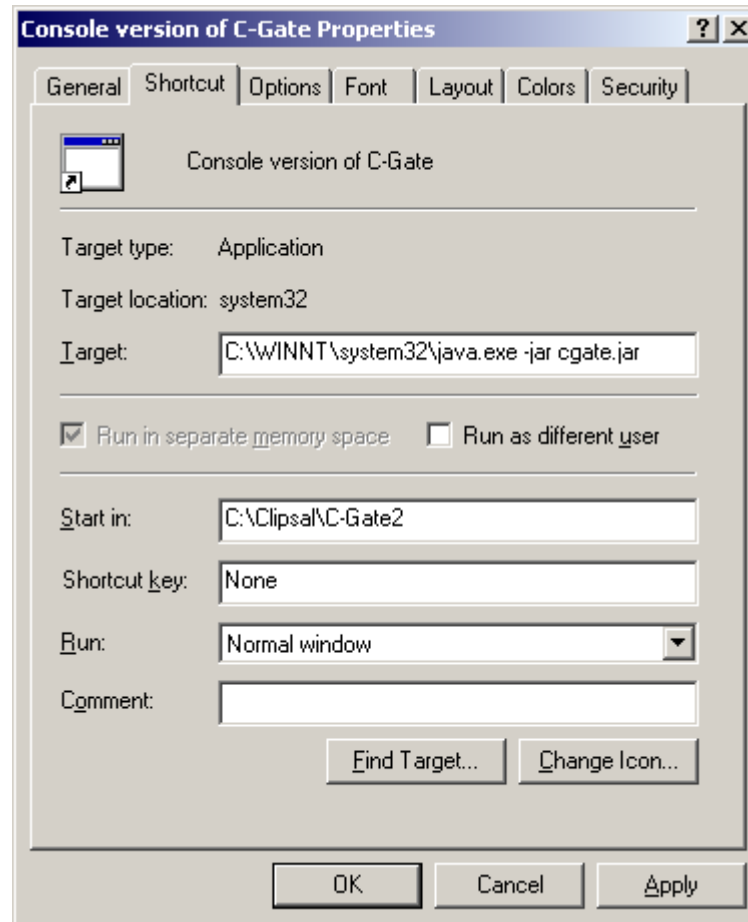 Console version of C-Gate Properties
General Shortcut Options Font Layout Colors Security
Console version of C-Gate
Target type: Application
Target location: system32
Target: C:\WINNT\system32\java.exe -jar cgate.jar
Run in separate memory space Run as different user
Start in: C:\Clipsal\C-Gate2
Shortcut key: None
Run: Normal window
Comment:
Find Target... Change Icon...
OK Cancel Apply